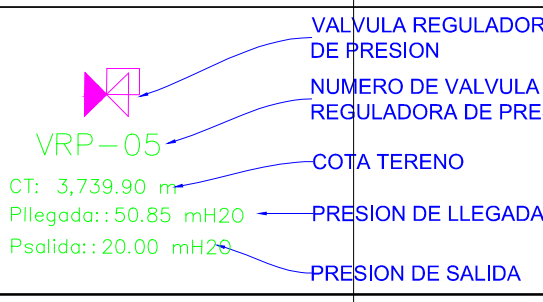 VALVULA REGULADOR
DE PRESION
NUMERO DE VALVULA
REGULADORA DE PRE
VRP-05
COTA TERENO
CT: 3,739.90 m
Pllegada::50.85 mH20
PRESION DE LLEGADA
Psalida::20.00 mH20
PRESION DE SALIDA